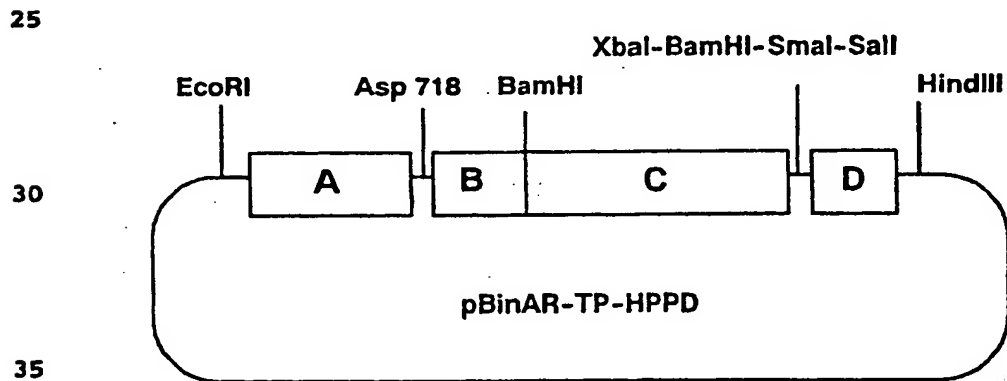 25
XbaI-BamHI-SmaI-SalI
EcoRI Asp 718 BamHI HindIII
A B C D
30
pBinAR-TP-HPPD
35